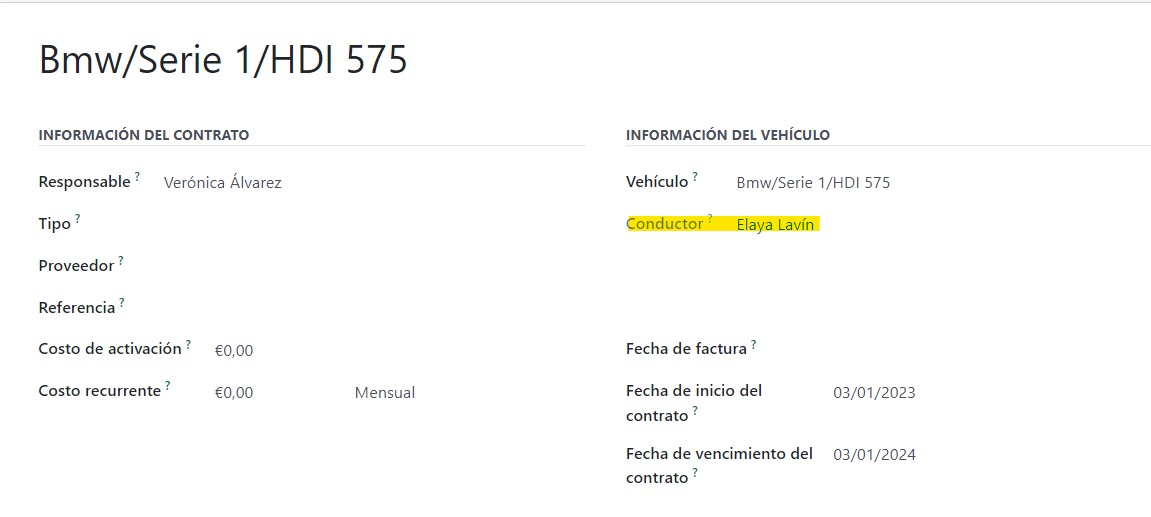 Bmw/Serie 1/HDI 575
INFORMACIÓN DEL CONTRATO
Responsable ? Verónica Álvarez
Tipo ?
Proveedor ?
Referencia ?
Costo de activación ? €0,00
Costo recurrente ? €0,00 Mensual
INFORMACIÓN DEL VEHÍCULO
Vehículo ? Bmw/Serie 1/HDI 575
Conductor ? Elaya Lavín
Fecha de factura ?
Fecha de inicio del 03/01/2023
contrato ?
Fecha de vencimiento del 03/01/2024
contrato ?